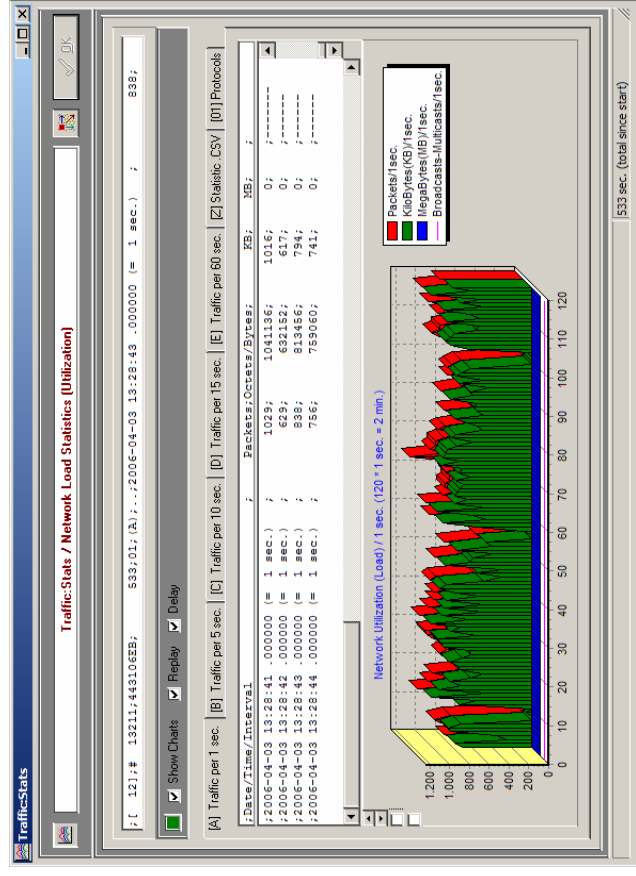 Traffic:Stats
Traffic:Stats / Network Load Statistics (Utilization)
OK
;[ 12];# 13211;443106EB; 533;01;(A);..;2006-04-03 13:28:43 .000000 (= 1 sec.) ; 838;
Show Charts Replay Delay
[A] Traffic per 1 sec. [B] Traffic per 5 sec. [C] Traffic per 10 sec. [D] Traffic per 15 sec. [E] Traffic per 60 sec. [Z] Statistic .CSV [01] Protocols
;Date/Time/Interval ; Packets;Octets/Bytes; KB; MB; ;
;2006-04-03 13:28:41 .000000 (= 1 sec.) ; 1029; 1041136; 1016; 0; ;------
;2006-04-03 13:28:42 .000000 (= 1 sec.) ; 629; 632152; 617; 0; ;------
;2006-04-03 13:28:43 .000000 (= 1 sec.) ; 838; 813456; 794; 0; ;------
;2006-04-03 13:28:44 .000000 (= 1 sec.) ; 756; 759060; 741; 0; ;------
Network Utilization (Load) / 1 sec. (120 * 1 sec. = 2 min.)
1.200
1.000
800
600
400
200
0
0 10 20 30 40 50 60 70 80 90 100 110 120
Packets/1sec.
KiloBytes(KB)/1sec.
MegaBytes(MB)/1sec.
Broadcasts-Multicasts/1sec.
533 sec. (total since start)